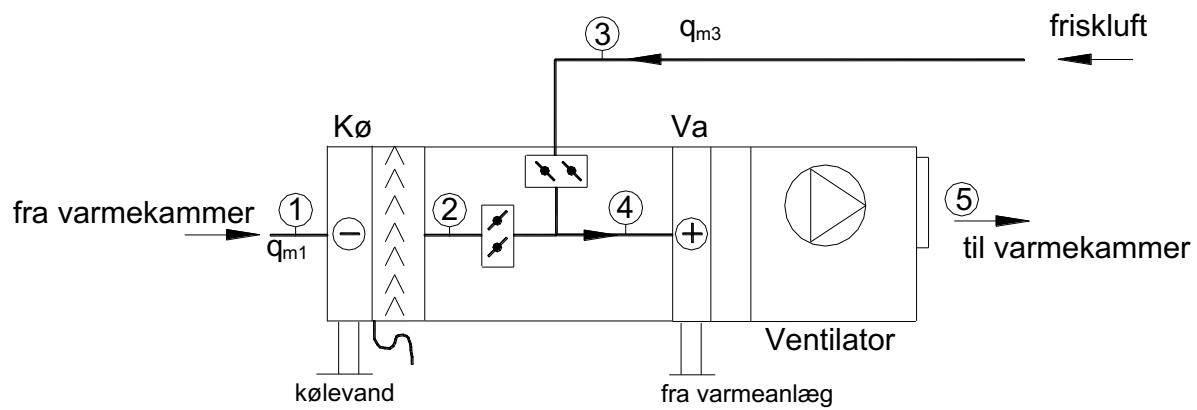 3
qm3
friskluft
Kø
Va
fra varmekammer
1
2
4
5
qm1
til varmekammer
Ventilator
kølevand
fra varmeanlæg